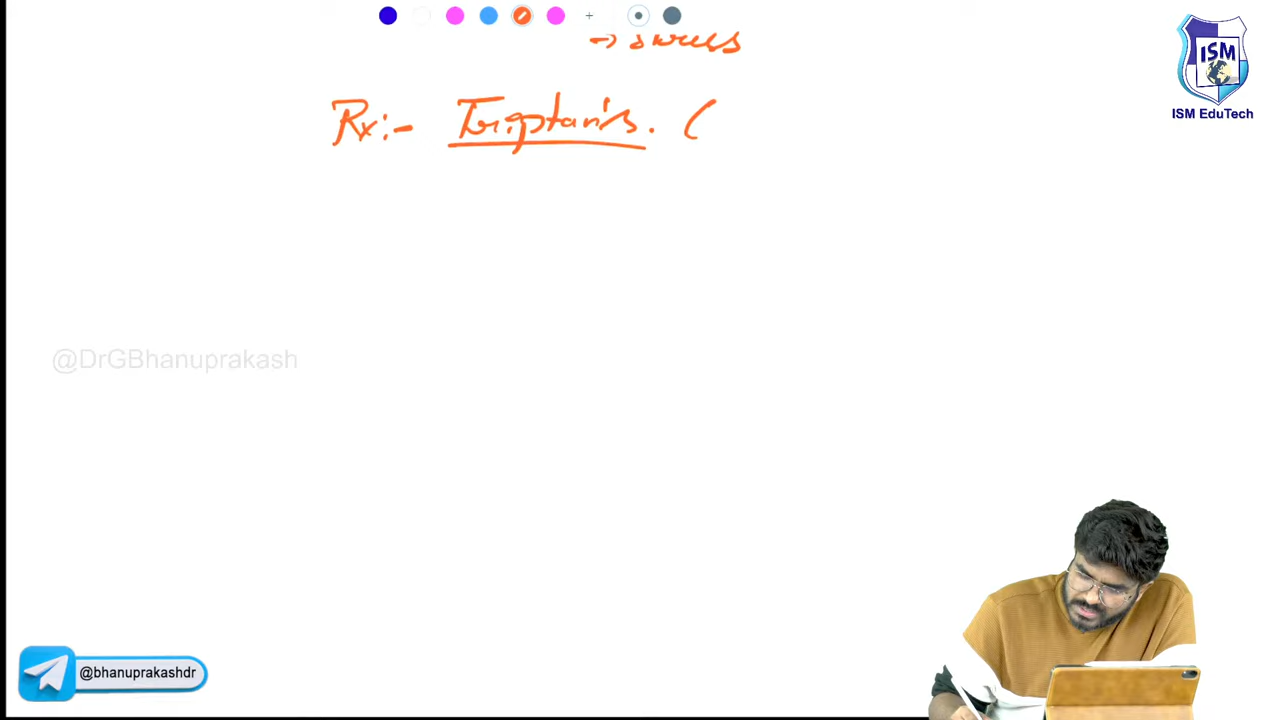 → stress
Rx:- Triptan's. (
ISM
ISM EduTech
@DrGBhanuprakash
@bhanuprakashdr